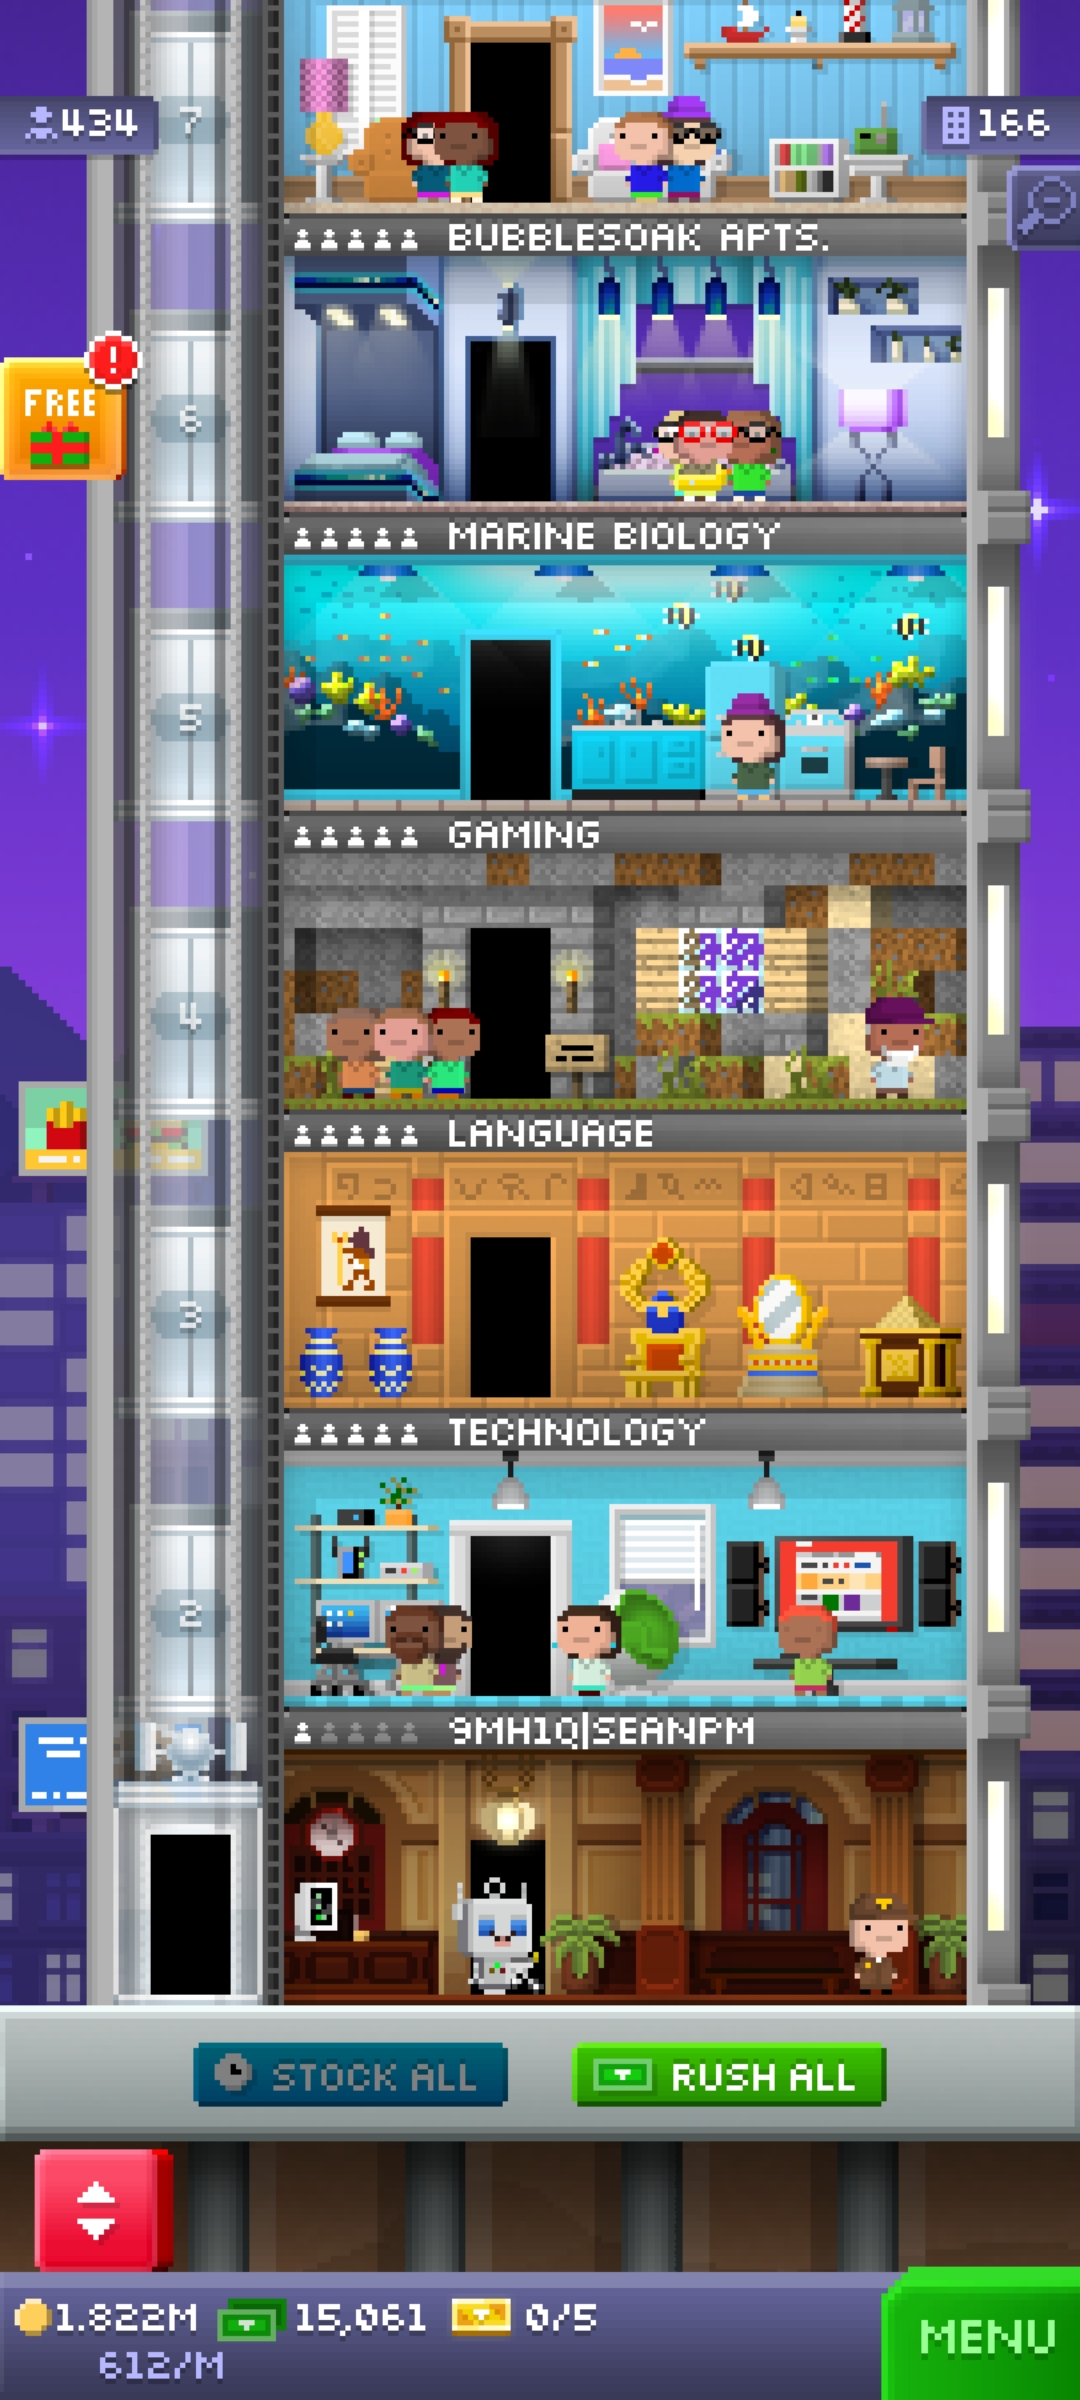 7
434
166
BUBBLESOAK APTS.
FREE
!
6
MARINE BIOLOGY
5
GAMING
4
LANGUAGE
3
TECHNOLOGY
2
9MH1Q|SEANPM
STOCK ALL
RUSH ALL
1.822M
15,061
0/5
612/M
MENU